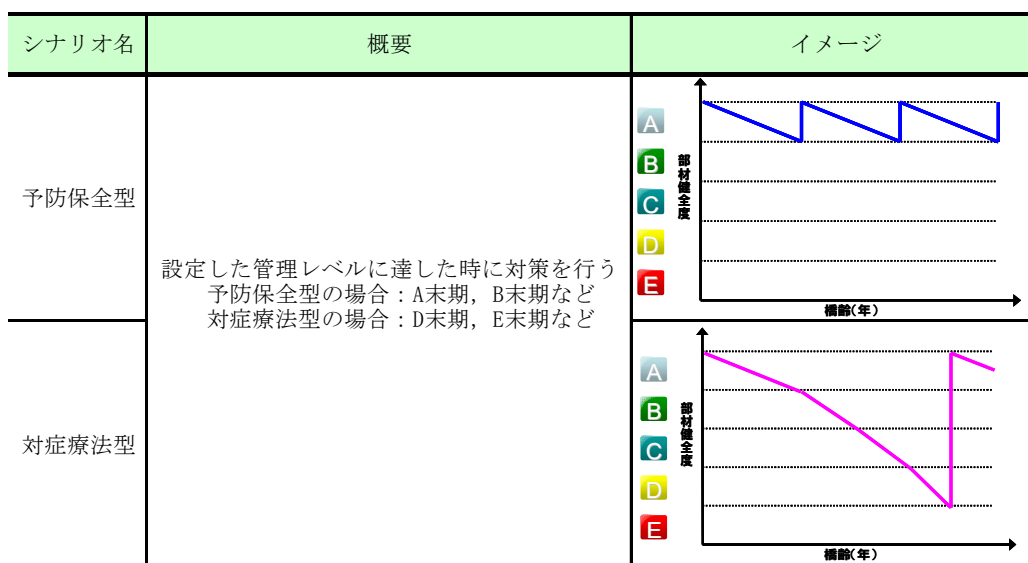 シナリオ名
概要
イメージ
予防保全型
設定した管理レベルに達した時に対策を行う
予防保全型の場合：A末期，B末期など
対症療法型の場合：D末期，E末期など
A
B
C
D
E
部材健全度
橋齢(年)
対症療法型
A
B
C
D
E
部材健全度
橋齢(年)